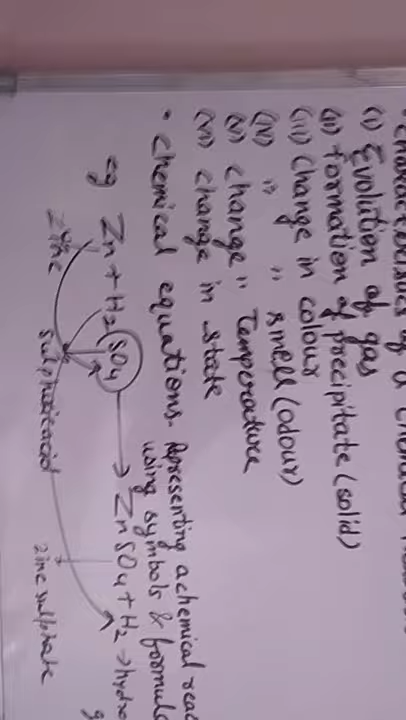 characteristics of a chemical
(i) Evolution of gas
(ii) formation of precipitate (solid)
(iii) change in colour
(iv) " " smell (odour)
(v) change " Temperature
(vi) change in state
• chemical equations - Representing a chemical reac
using symbols & formula
eg Zn + H2SO4 → ZnSO4 + H2 → hydro
zinc sulphuric acid zinc sulphate g